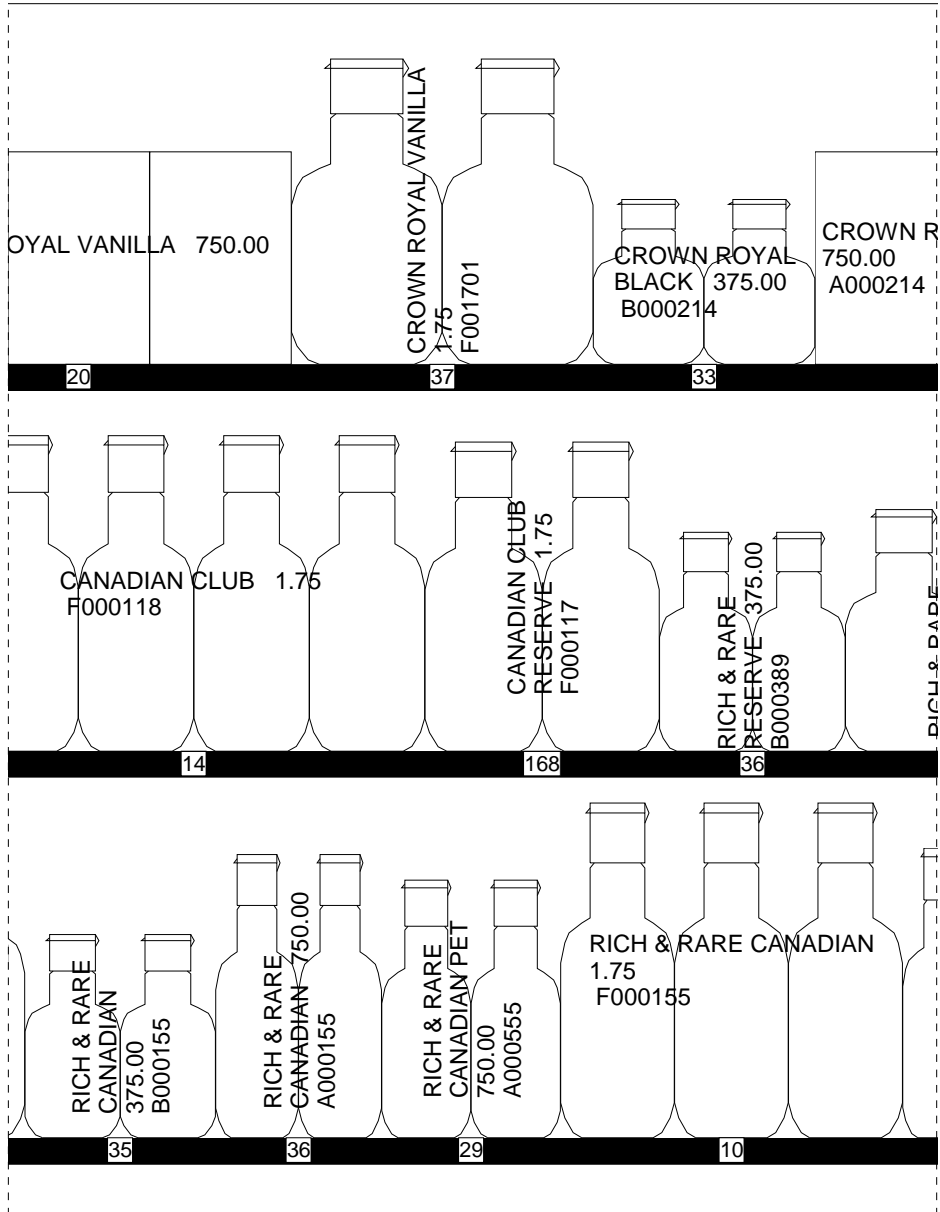 OYAL VANILLA 750.00
CROWN ROYAL VANILLA
1.75
F001701
CROWN ROYAL
BLACK 375.00
B000214
CROWN R
750.00
A000214
20
37
33
CANADIAN CLUB 1.75
F000118
CANADIAN CLUB
RESERVE 1.75
F000117
RICH & RARE
RESERVE 375.00
B000389
RICH & RARE
14
168
36
RICH & RARE
CANADIAN
375.00
B000155
RICH & RARE
CANADIAN 750.00
A000155
RICH & RARE
CANADIAN PET
750.00
A000555
RICH & RARE CANADIAN
1.75
F000155
35
36
29
10